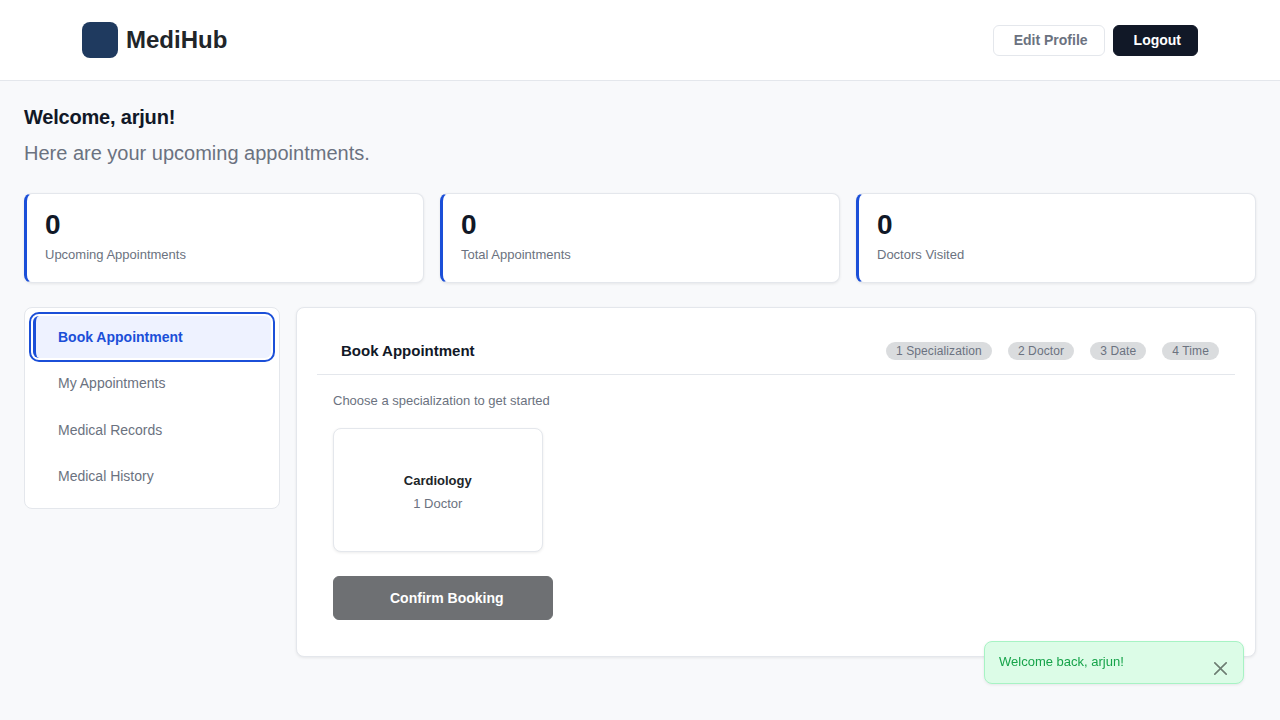 MediHub
Edit Profile
Logout
Welcome, arjun!
Here are your upcoming appointments.
0
Upcoming Appointments
0
Total Appointments
0
Doctors Visited
Book Appointment
My Appointments
Medical Records
Medical History
Book Appointment
1 Specialization
2 Doctor
3 Date
4 Time
Choose a specialization to get started
Cardiology
1 Doctor
Confirm Booking
Welcome back, arjun!